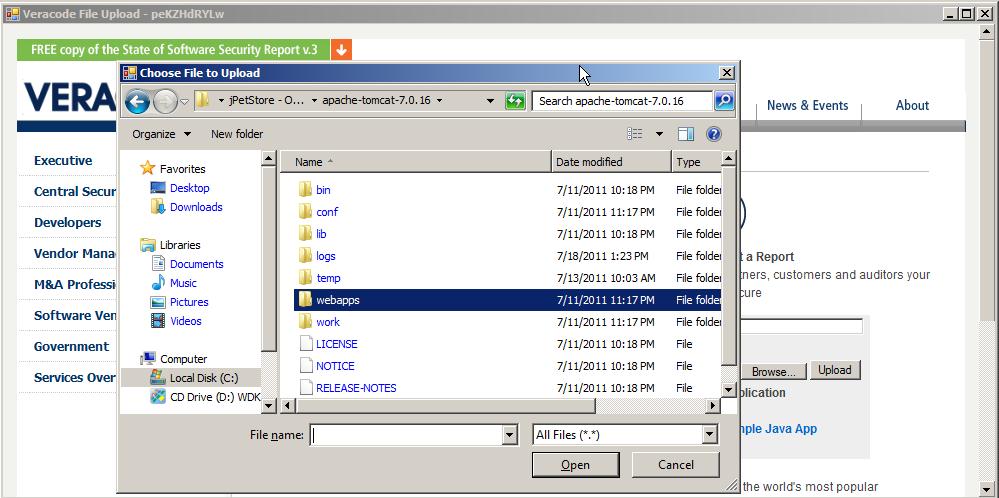 Veracode File Upload - peKZHdRYLw
FREE copy of the State of Software Security Report v.3
VERA
News & Events
About
Executive
Central Secur
Developers
Vendor Mana
M&A Professi
Software Ven
Government
Services Over
Choose File to Upload
jPetStore - O...
apache-tomcat-7.0.16
Search apache-tomcat-7.0.16
Organize
New folder
Favorites
Desktop
Downloads
Libraries
Documents
Music
Pictures
Videos
Computer
Local Disk (C:)
CD Drive (D:) WDK
Name Date modified Type
bin 7/11/2011 10:18 PM File folder
conf 7/11/2011 11:17 PM File folder
lib 7/11/2011 10:18 PM File folder
logs 7/18/2011 1:23 PM File folder
temp 7/13/2011 10:03 AM File folder
webapps 7/11/2011 11:17 PM File folder
work 7/11/2011 11:17 PM File folder
LICENSE 7/11/2011 10:18 PM File
NOTICE 7/11/2011 10:18 PM File
RELEASE-NOTES 7/11/2011 10:18 PM File
File name:
All Files (*.*)
Open
Cancel
t a Report
tners, customers and auditors your
cure
Browse...
Upload
plication
mple Java App
the world's most popular